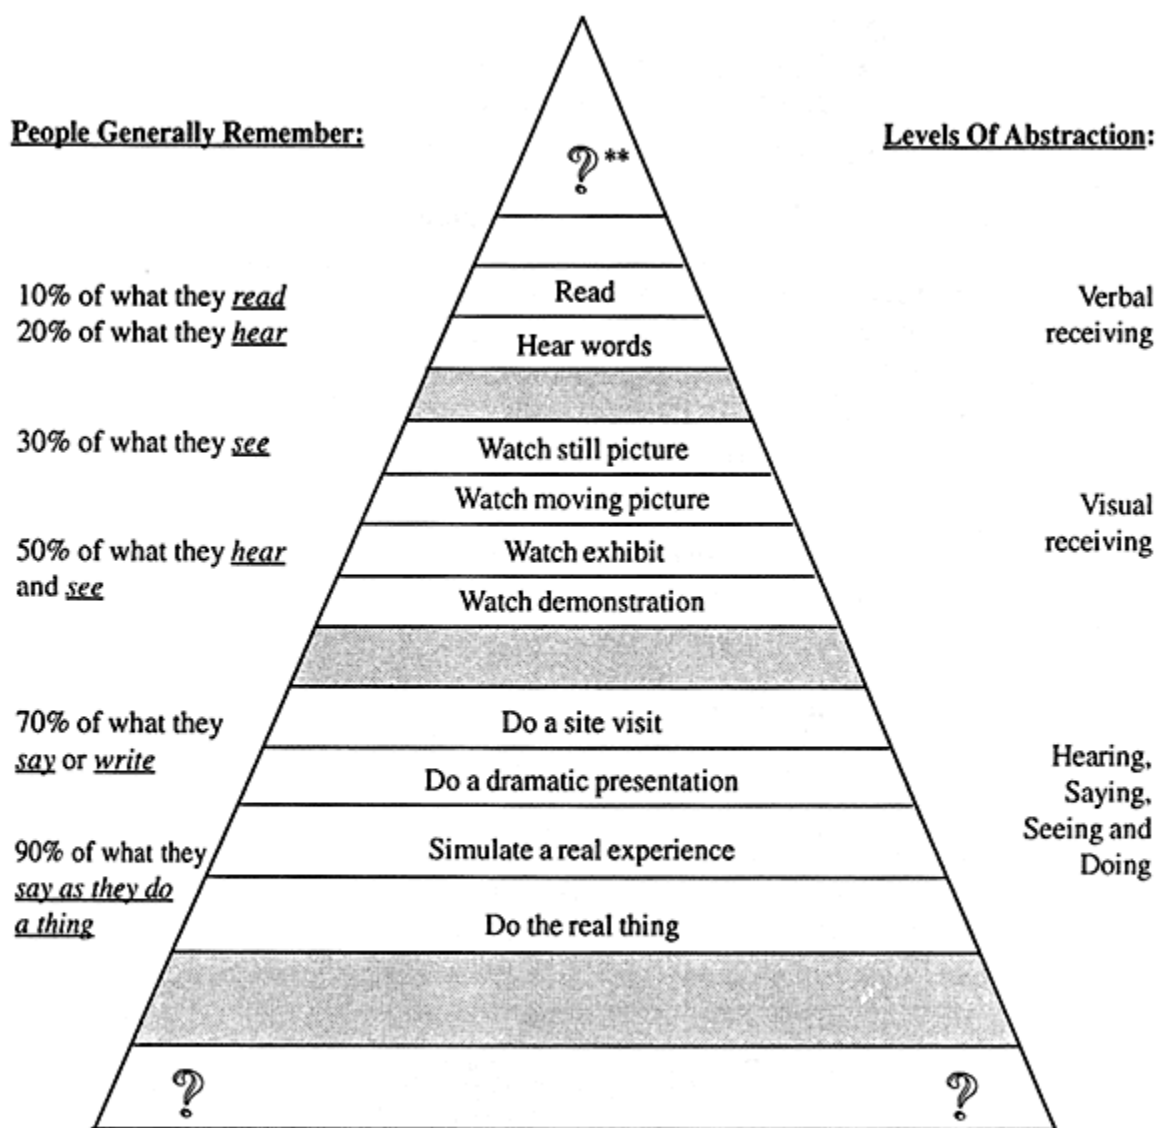 People Generally Remember:
Levels Of Abstraction:
?**
10% of what they read
20% of what they hear
Read
Hear words
Verbal
receiving
30% of what they see
50% of what they hear
and see
Watch still picture
Watch moving picture
Watch exhibit
Watch demonstration
Visual
receiving
70% of what they
say or write
90% of what they
say as they do
a thing
Do a site visit
Do a dramatic presentation
Simulate a real experience
Do the real thing
Hearing,
Saying,
Seeing and
Doing
? ?